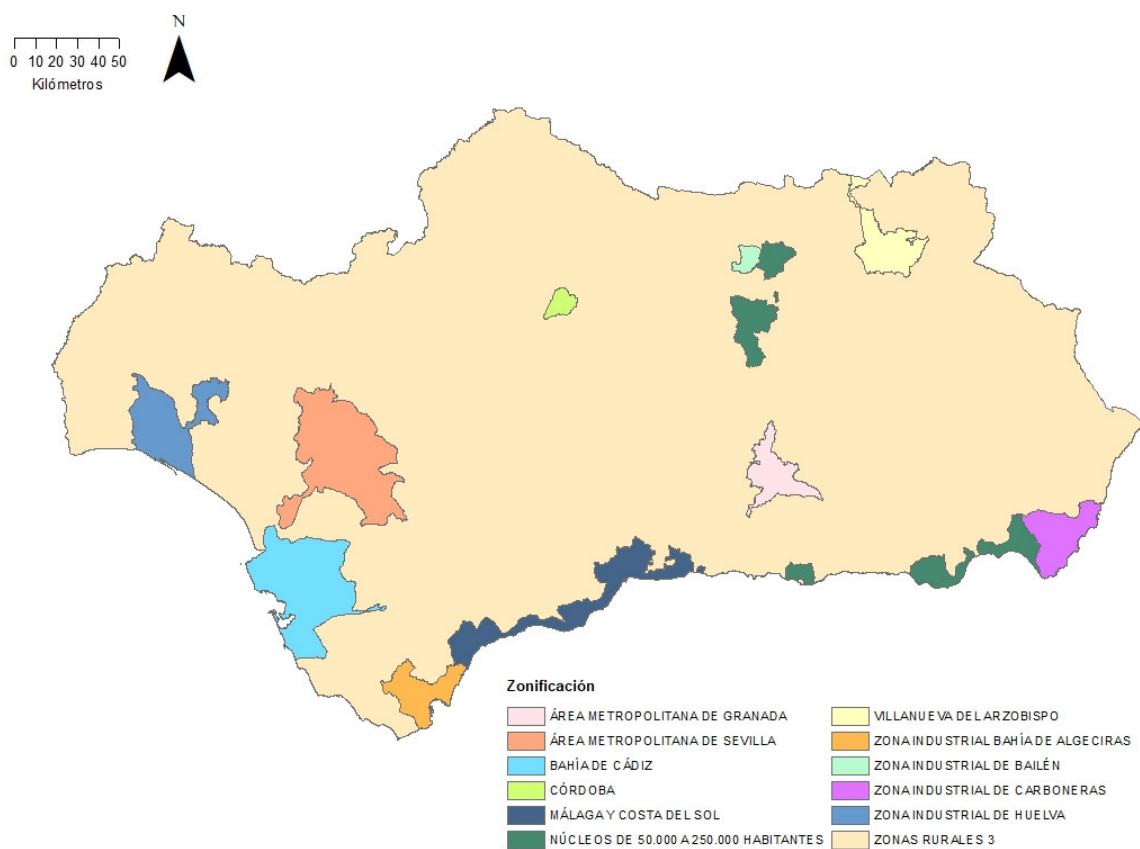 N
0 10 20 30 40 50
Kilómetros
Zonificación
ÁREA METROPOLITANA DE GRANADA
ÁREA METROPOLITANA DE SEVILLA
BAHÍA DE CÁDIZ
CÓRDOBA
MÁLAGA Y COSTA DEL SOL
NÚCLEOS DE 50.000 A 250.000 HABITANTES
VILLANUEVA DEL ARZOBISPO
ZONA INDUSTRIAL BAHÍA DE ALGECIRAS
ZONA INDUSTRIAL DE BAILÉN
ZONA INDUSTRIAL DE CARBONERAS
ZONA INDUSTRIAL DE HUELVA
ZONAS RURALES 3